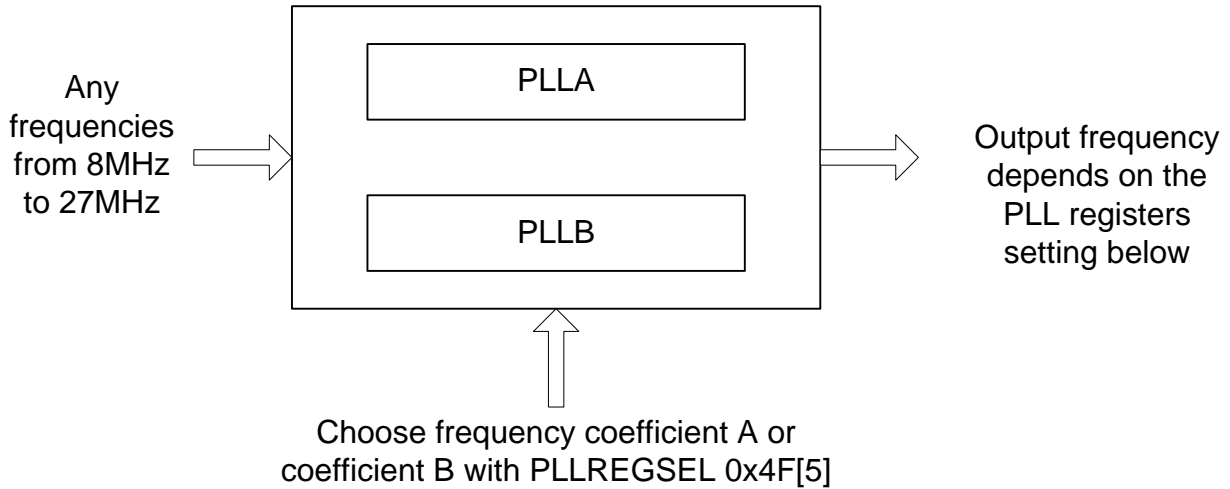 Any
frequencies
from 8MHz
to 27MHz
PLLA
PLLB
Output frequency
depends on the
PLL registers
setting below
Choose frequency coefficient A or
coefficient B with PLLREGSEL 0x4F[5]